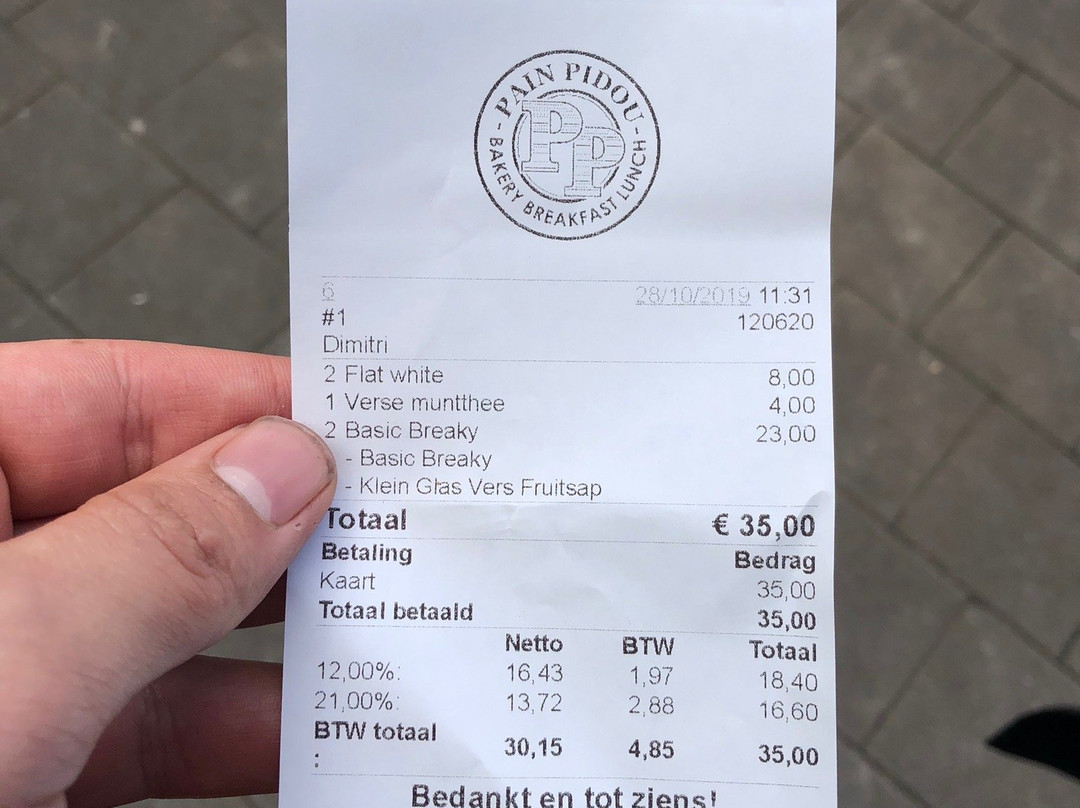 - PAIN PIDOU -
PP
BAKERY BREAKFAST LUNCH
6 28/10/2019 11:31
#1 120620
Dimitri
2 Flat white 8,00
1 Verse muntthee 4,00
2 Basic Breaky 23,00
- Basic Breaky
- Klein Glas Vers Fruitsap
Totaal € 35,00
Betaling Bedrag
Kaart 35,00
Totaal betaald 35,00
Netto BTW Totaal
12,00%: 16,43 1,97 18,40
21,00%: 13,72 2,88 16,60
BTW totaal
: 30,15 4,85 35,00
Bedankt en tot ziens!